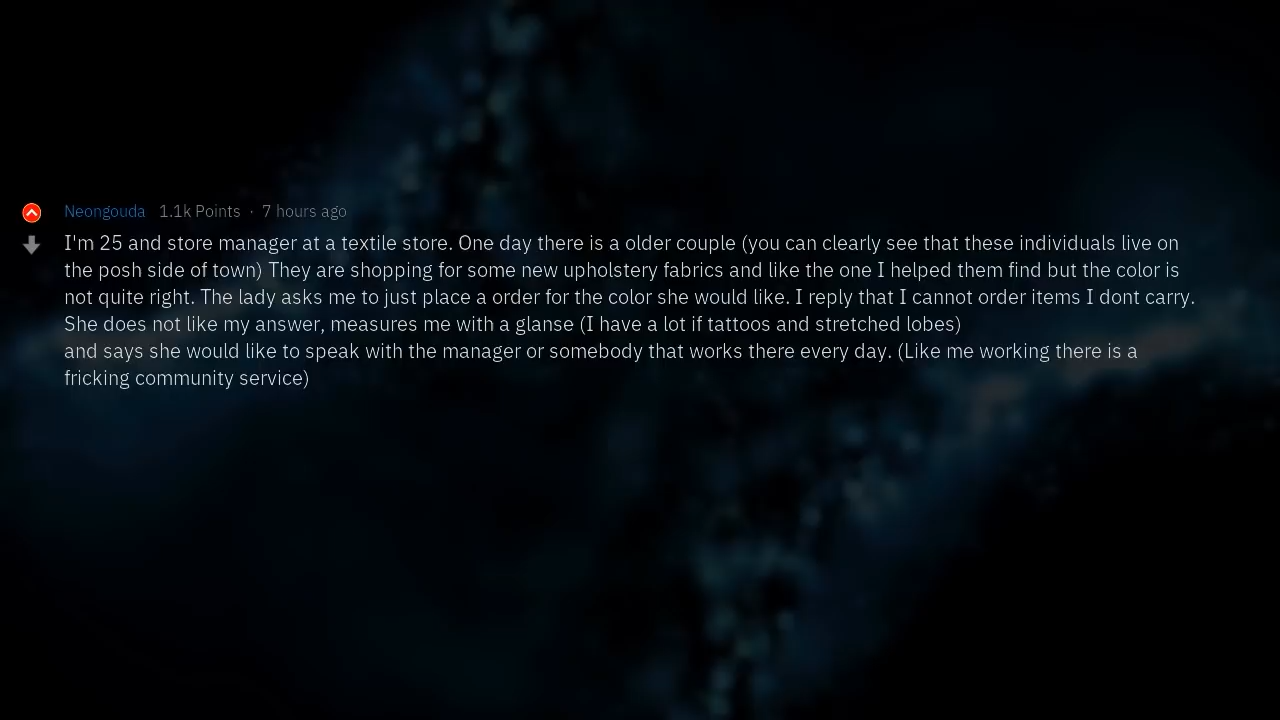 Neongouda 1.1k Points · 7 hours ago
I'm 25 and store manager at a textile store. One day there is a older couple (you can clearly see that these individuals live on
the posh side of town) They are shopping for some new upholstery fabrics and like the one I helped them find but the color is
not quite right. The lady asks me to just place a order for the color she would like. I reply that I cannot order items I dont carry.
She does not like my answer, measures me with a glanse (I have a lot if tattoos and stretched lobes)
and says she would like to speak with the manager or somebody that works there every day. (Like me working there is a
fricking community service)